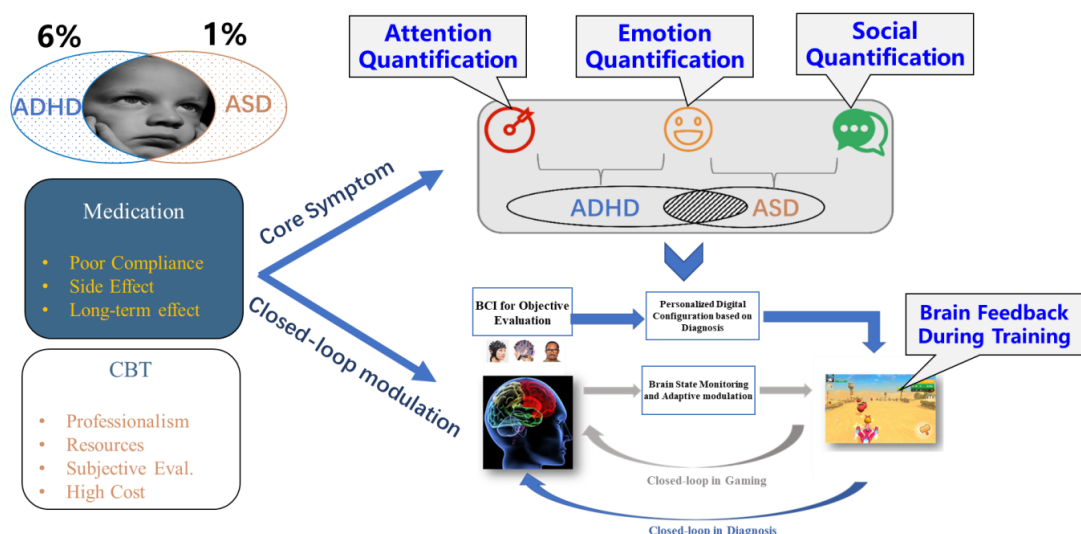 6%
1%
ADHD
ASD
Medication
• Poor Compliance
• Side Effect
• Long-term effect
CBT
• Professionalism
• Resources
• Subjective Eval.
• High Cost
Core Symptom
Closed-loop modulation
Attention
Quantification
Emotion
Quantification
Social
Quantification
ADHD
ASD
BCI for Objective
Evaluation
Personalized Digital
Configuration based on
Diagnosis
Brain Feedback
During Training
Brain State Monitoring
and Adaptive modulation
Closed-loop in Gaming
Closed-loop in Diagnosis